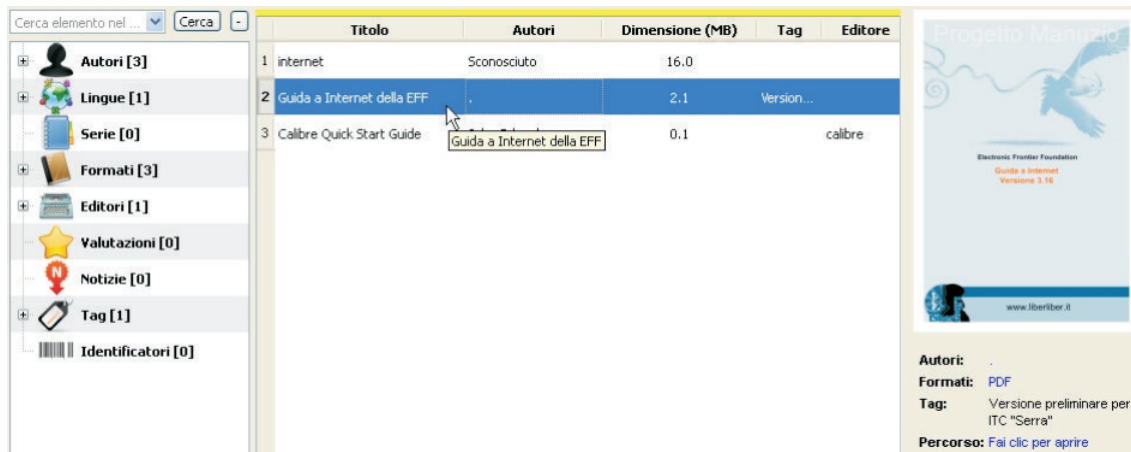 Cerca elemento nel ... Cerca -
Autori [3]
Lingue [1]
Serie [0]
Formati [3]
Editori [1]
Valutazioni [0]
Notizie [0]
Tag [1]
Identificatori [0]
Titolo Autori Dimensione (MB) Tag Editore
1 internet Sconosciuto 16.0
2 Guida a Internet della EFF . 2.1 Version...
3 Calibre Quick Start Guide 0.1 calibre
Guida a Internet della EFF
Progetto Manuzio
Electronic Frontier Foundation
Guida a Internet
Versione 3.16
www.liberliber.it
Autori: .
Formati: PDF
Tag: Versione preliminare per
ITC "Serra"
Percorso: Fai clic per aprire